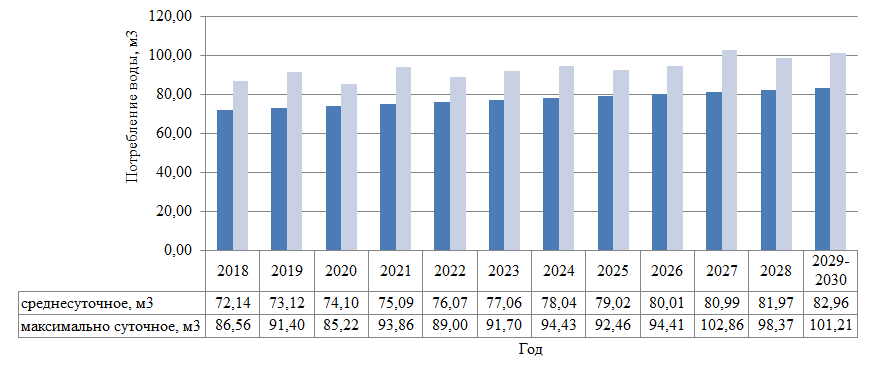 120,00
100,00
80,00
60,00
40,00
20,00
0,00
Потребление воды, м3
2018 2019 2020 2021 2022 2023 2024 2025 2026 2027 2028 2029-
2030
среднесуточное, м3 72,14 73,12 74,10 75,09 76,07 77,06 78,04 79,02 80,01 80,99 81,97 82,96
максимально суточное, м3 86,56 91,40 85,22 93,86 89,00 91,70 94,43 92,46 94,41 102,86 98,37 101,21
Год